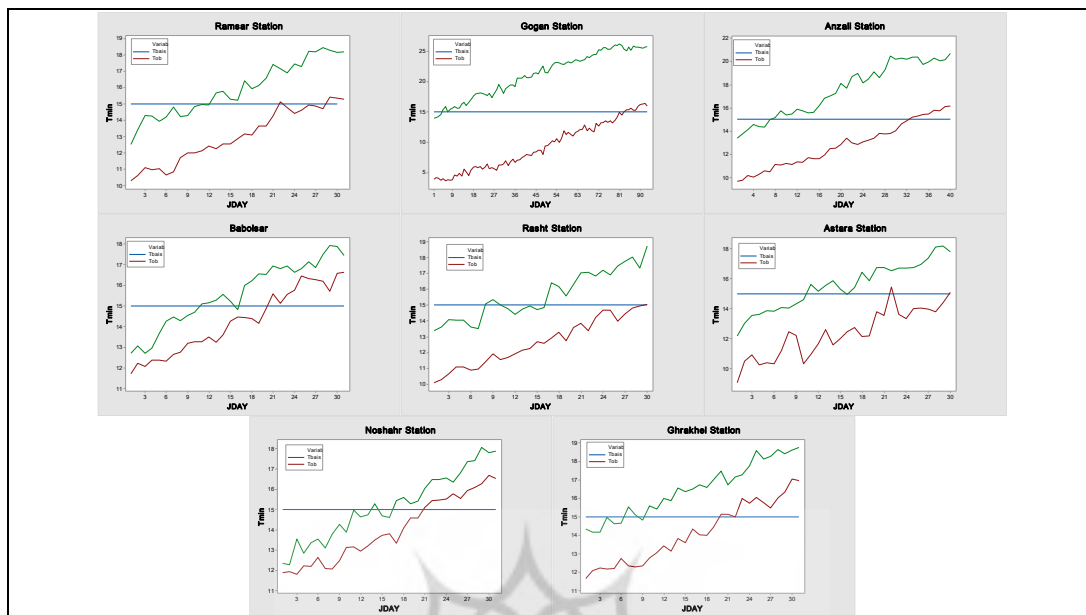 Ramsar Station
Variab
Tbais
Tob
Tmin
19
18
17
16
15
14
13
12
11
10
3 6 9 12 15 18 21 24 27 30
JDAY
Gogan Station
Variab
Tbais
Tob
Tmin
25
20
15
10
5
1 9 18 27 36 45 54 63 72 81 90
JDAY
Anzali Station
Variab
Tbais
Tob
Tmin
22
20
18
16
14
12
10
4 8 12 16 20 24 28 32 36 40
JDAY
Babolsar
Variab
Tbais
Tob
Tmin
18
17
16
15
14
13
12
11
3 6 9 12 15 18 21 24 27 30
JDAY
Rasht Station
Variab
Tbais
Tob
Tmin
19
18
17
16
15
14
13
12
11
10
3 6 9 12 15 18 21 24 27 30
JDAY
Astara Station
Variab
Tbais
Tob
Tmin
18
16
14
12
10
3 6 9 12 15 18 21 24 27 30
JDAY
Noshahr Station
Variab
Tbais
Tob
Tmin
18
17
16
15
14
13
12
11
3 6 9 12 15 18 21 24 27 30
JDAY
Ghrakhel Station
Variab
Tbais
Tob
Tmin
19
18
17
16
15
14
13
12
11
3 6 9 12 15 18 21 24 27 30
JDAY